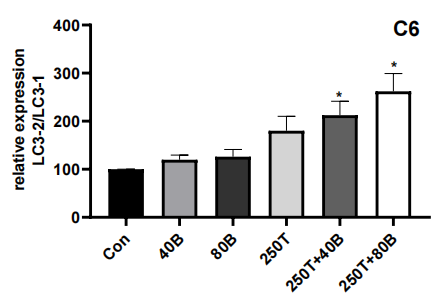 C6
relative expression
LC3-2/LC3-1
400
300
200
100
0
*
*
Con
40B
80B
250T
250T+40B
250T+80B